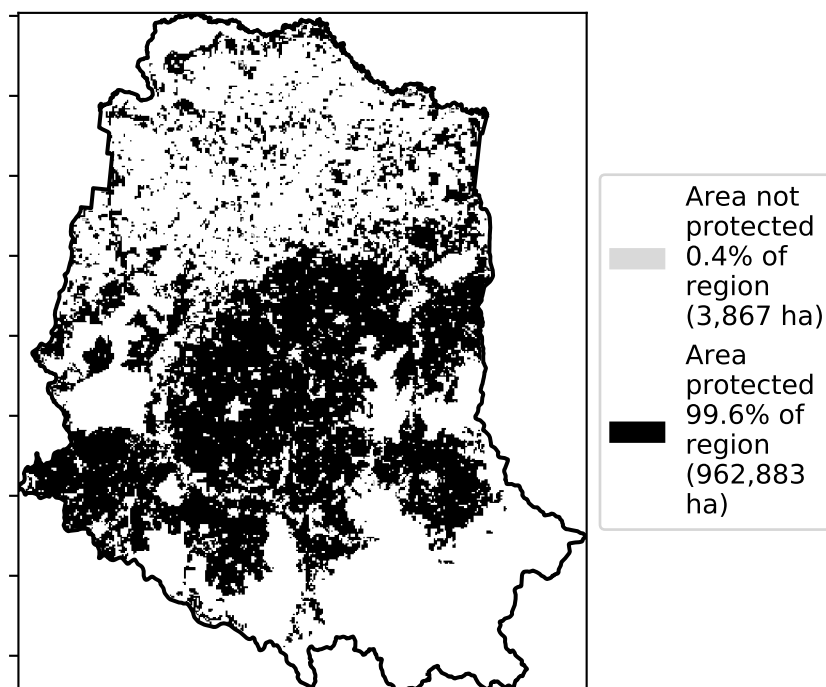 Area not
protected
0.4% of
region
(3,867 ha)
Area
protected
99.6% of
region
(962,883
ha)